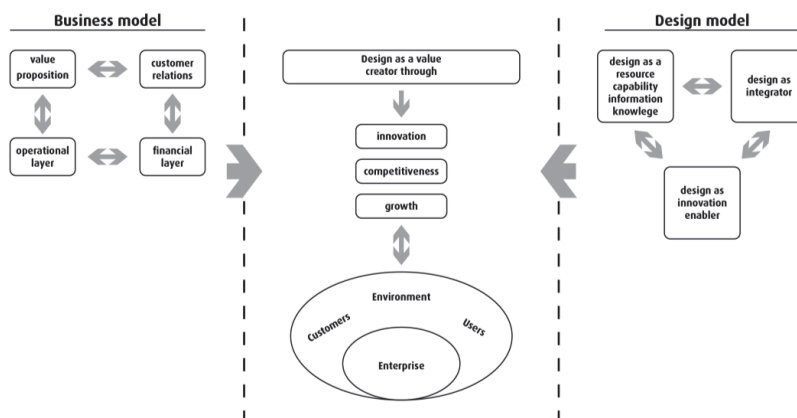 Business model
value
proposition
customer
relations
operational
layer
financial
layer
Design as a value
creator through
innovation
competitiveness
growth
Environment
Customers
Users
Enterprise
Design model
design as a
resource
capability
information
knowlege
design as
integrator
design as
innovation
enabler